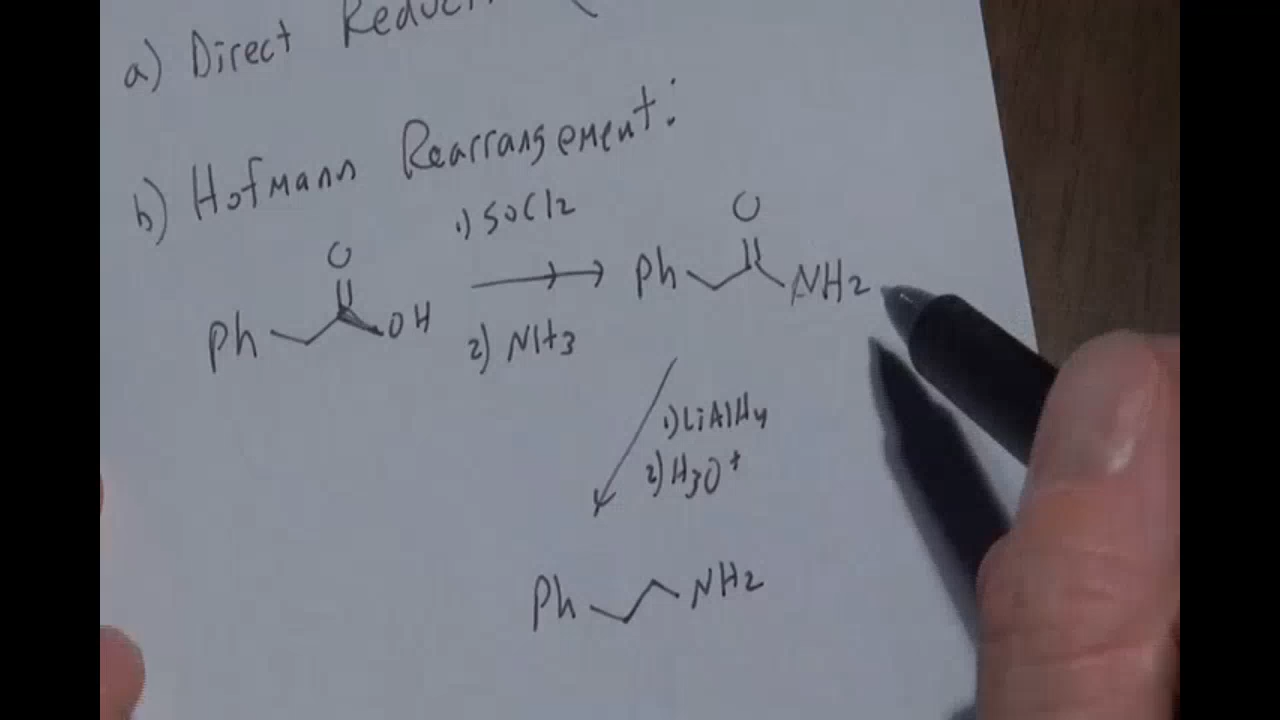 a) Direct
b) Hofmann Rearrangement:
1) SOCl2
O
Ph OH
2) NH3
O
Ph NH2
1) LiAlH4
2) H3O+
Ph NH2